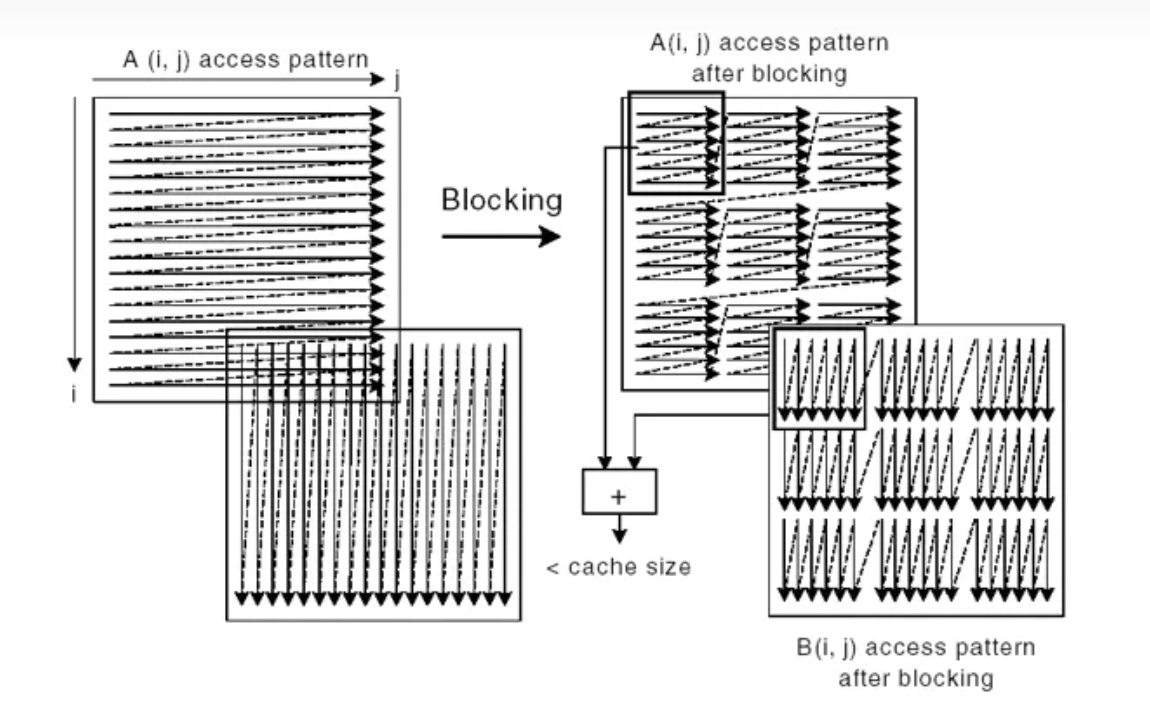 A (i, j) access pattern
j
i
Blocking
A(i, j) access pattern
after blocking
+
< cache size
B(i, j) access pattern
after blocking